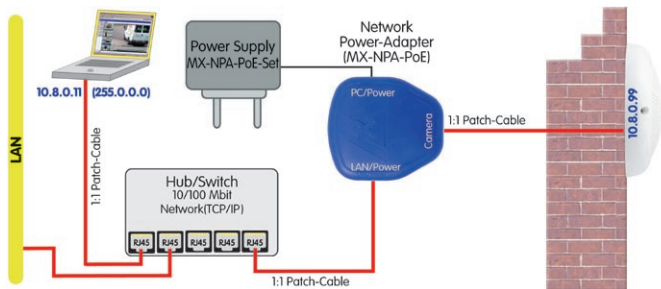 LAN
10.8.0.11 (255.0.0.0)
Power Supply
MX-NPA-PoE-Set
Network
Power-Adapter
(MX-NPA-PoE)
PC/Power
Camera
LAN/Power
1:1 Patch-Cable
10.8.0.99
1:1 Patch-Cable
Hub/Switch
10/100 Mbit
Network(TCP/IP)
RJ45 RJ45 RJ45 RJ45 RJ45
1:1 Patch-Cable